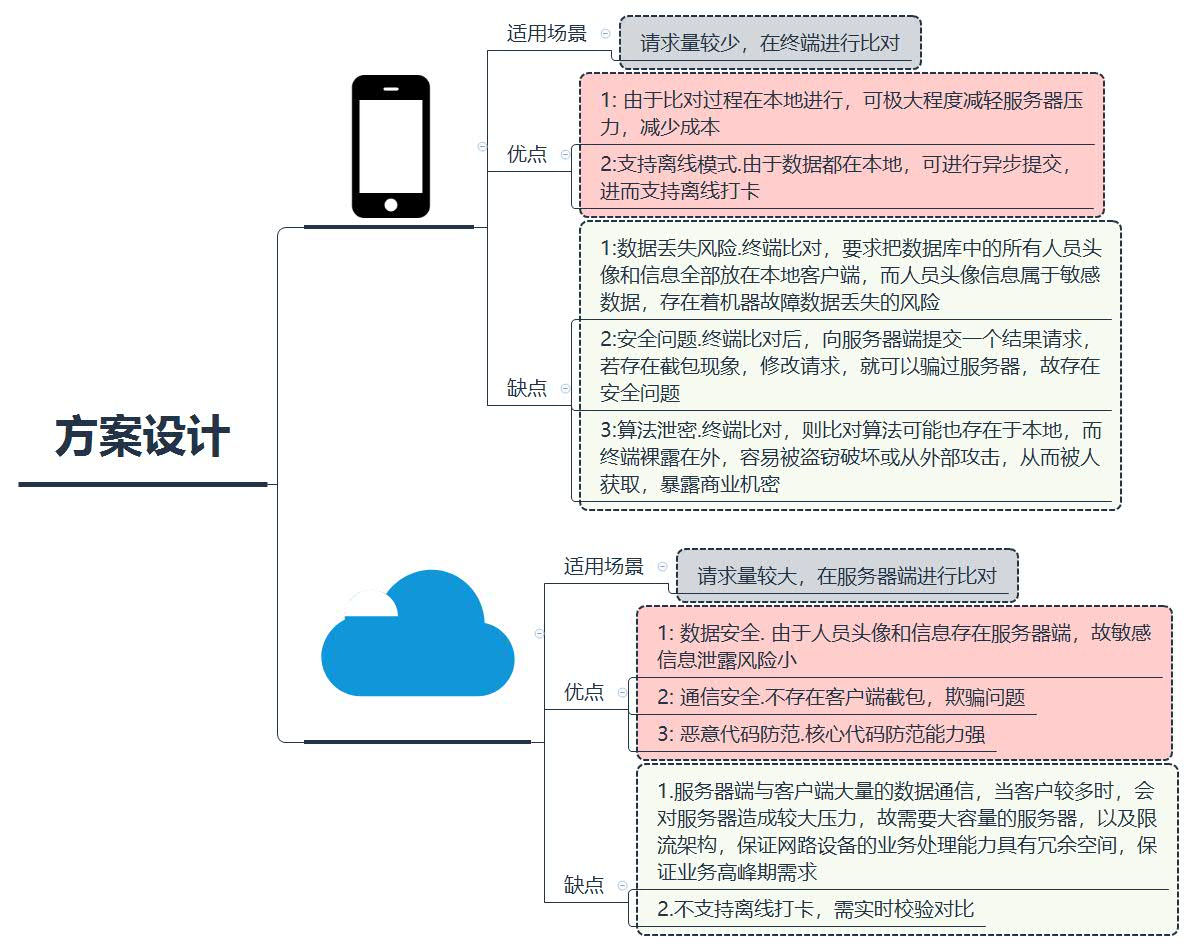 方案设计
适用场景
请求量较少，在终端进行比对
优点
1: 由于比对过程在本地进行，可极大程度减轻服务器压
力，减少成本
2:支持离线模式.由于数据都在本地，可进行异步提交，
进而支持离线打卡
缺点
1:数据丢失风险.终端比对，要求把数据库中的所有人员头
像和信息全部放在本地客户端，而人员头像信息属于敏感
数据，存在着机器故障数据丢失的风险
2:安全问题.终端比对后，向服务器端提交一个结果请求，
若存在截包现象，修改请求，就可以骗过服务器，故存在
安全问题
3:算法泄密.终端比对，则比对算法可能也存在于本地，而
终端裸露在外，容易被盗窃破坏或从外部攻击，从而被人
获取，暴露商业机密
适用场景
请求量较大，在服务器端进行比对
优点
1: 数据安全. 由于人员头像和信息存在服务器端，故敏感
信息泄露风险小
2: 通信安全.不存在客户端截包，欺骗问题
3: 恶意代码防范.核心代码防范能力强
缺点
1.服务器端与客户端大量的数据通信，当客户较多时，会
对服务器造成较大压力，故需要大容量的服务器，以及限
流架构，保证网路设备的业务处理能力具有冗余空间，保
证业务高峰期需求
2.不支持离线打卡，需实时校验对比